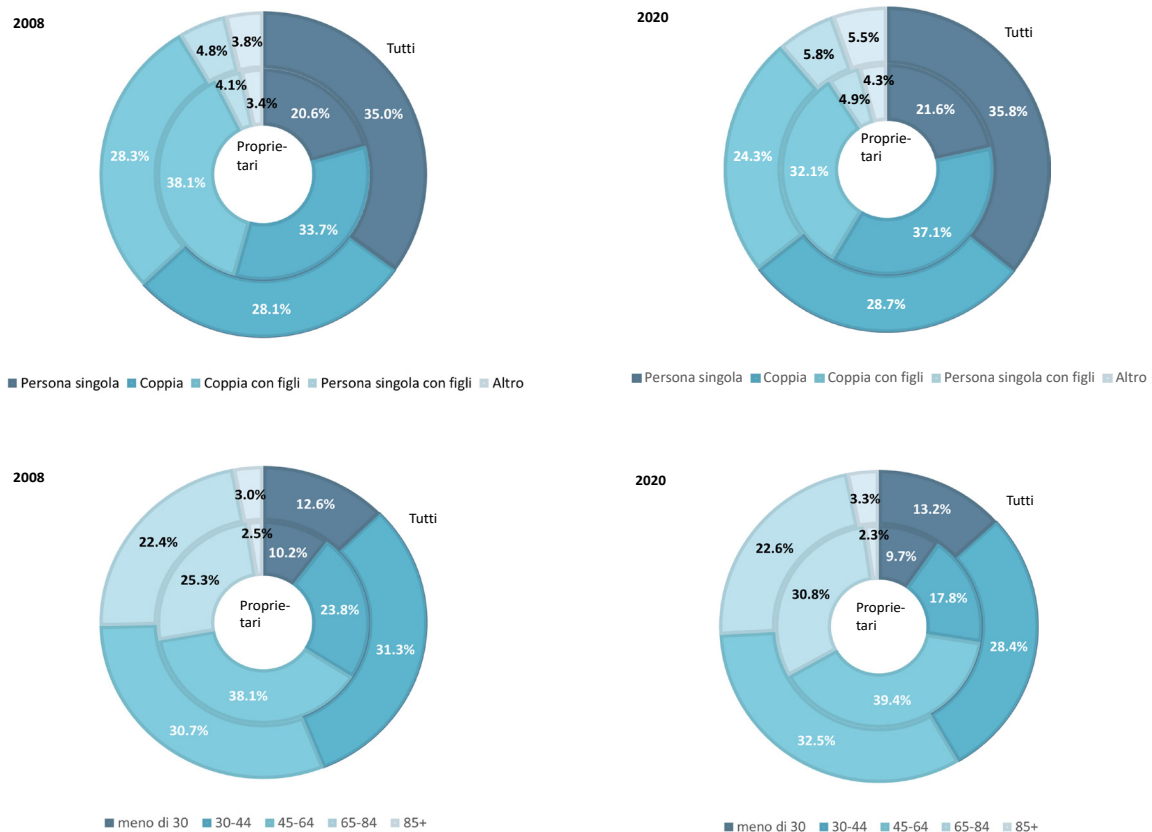 2008
Tutti
3.8%
4.8%
4.1%
3.4%
20.6%
35.0%
Proprie-
tari
28.3%
38.1%
33.7%
28.1%
Persona singola Coppia Coppia con figli Persona singola con figli Altro
2020
Tutti
5.5%
5.8%
4.3%
4.9%
21.6%
35.8%
Proprie-
tari
24.3%
32.1%
37.1%
28.7%
Persona singola Coppia Coppia con figli Persona singola con figli Altro
2008
Tutti
3.0%
12.6%
2.5%
10.2%
22.4%
25.3%
23.8%
Proprie-
tari
31.3%
38.1%
30.7%
meno di 30 30-44 45-64 65-84 85+
2020
Tutti
3.3%
13.2%
2.3%
9.7%
22.6%
30.8%
17.8%
Proprie-
tari
28.4%
39.4%
32.5%
meno di 30 30-44 45-64 65-84 85+